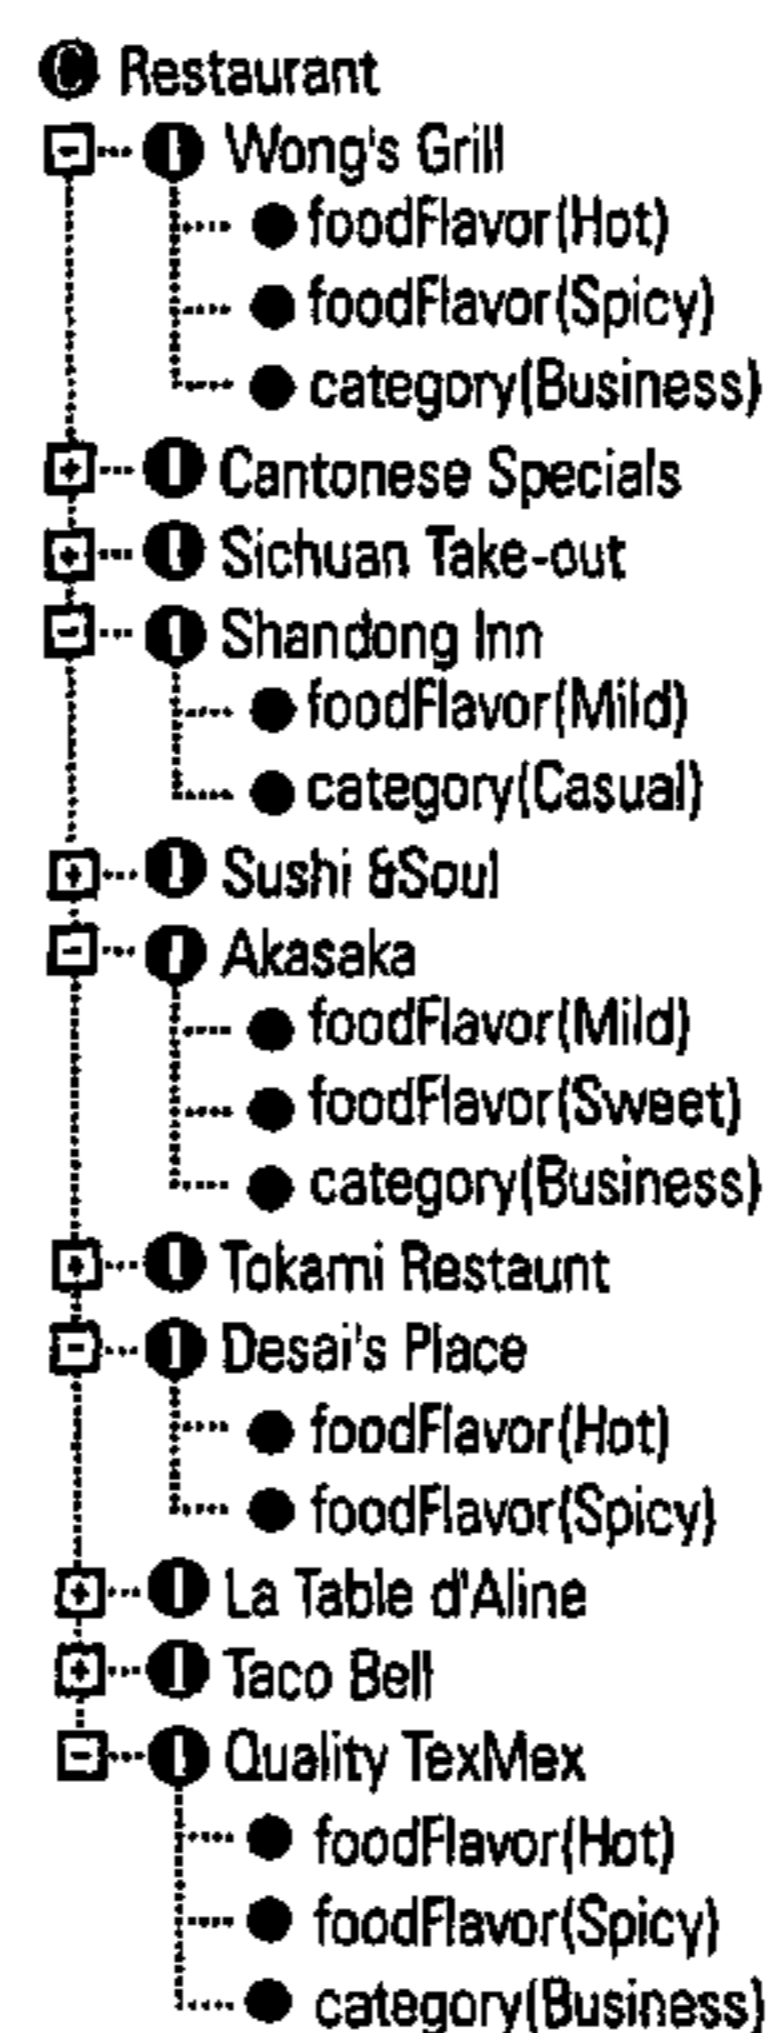 C Restaurant
- I Wong's Grill
foodFlavor(Hot)
foodFlavor(Spicy)
category(Business)
+ I Cantonese Specials
+ I Sichuan Take-out
- I Shandong Inn
foodFlavor(Mild)
category(Casual)
+ I Sushi &Soul
- I Akasaka
foodFlavor(Mild)
foodFlavor(Sweet)
category(Business)
+ I Tokami Restaunt
- I Desai's Place
foodFlavor(Hot)
foodFlavor(Spicy)
+ I La Table d'Aline
+ I Taco Bell
- I Quality TexMex
foodFlavor(Hot)
foodFlavor(Spicy)
category(Business)